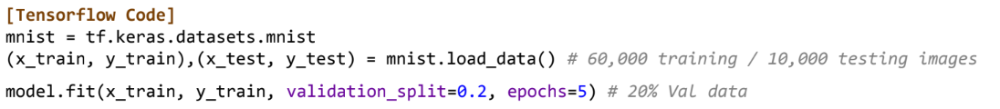 [Tensorflow Code]
mnist = tf.keras.datasets.mnist
(x_train, y_train),(x_test, y_test) = mnist.load_data() # 60,000 training / 10,000 testing images
model.fit(x_train, y_train, validation_split=0.2, epochs=5) # 20% Val data